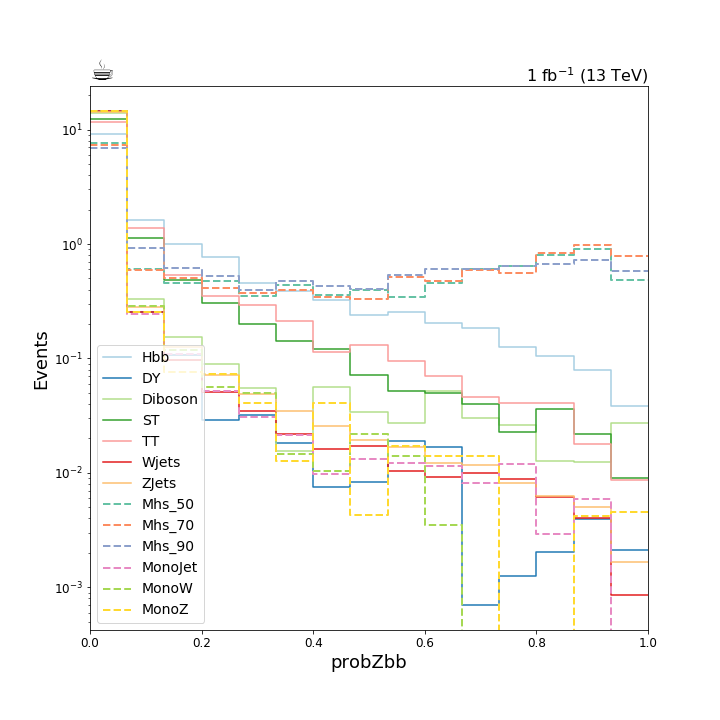 1 fb⁻¹ (13 TeV)
Events
10¹
10⁰
10⁻¹
10⁻²
10⁻³
Hbb
DY
Diboson
ST
TT
Wjets
ZJets
Mhs_50
Mhs_70
Mhs_90
MonoJet
MonoW
MonoZ
0.0 0.2 0.4 0.6 0.8 1.0
probZbb